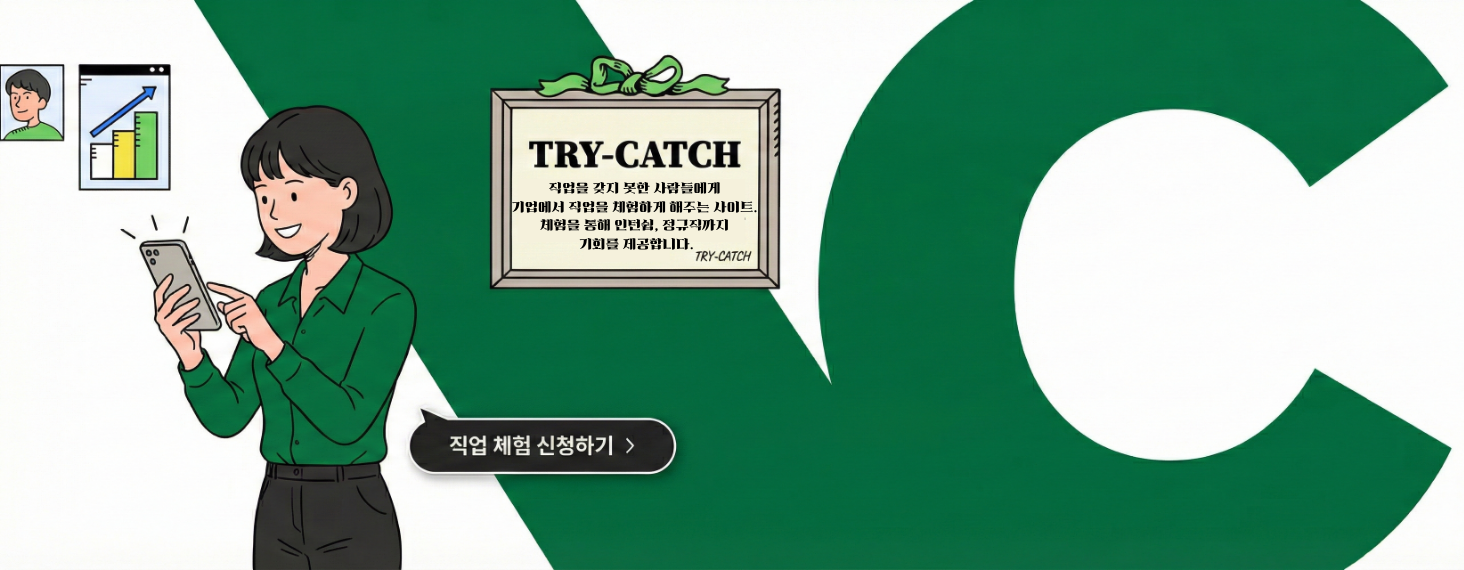 TRY-CATCH
직업을 갖지 못한 사람들에게
기업에서 직업을 체험하게 해주는 사이트.
체험을 통해 인턴쉽, 정규직까지
기회를 제공합니다.
TRY-CATCH
직업 체험 신청하기 >